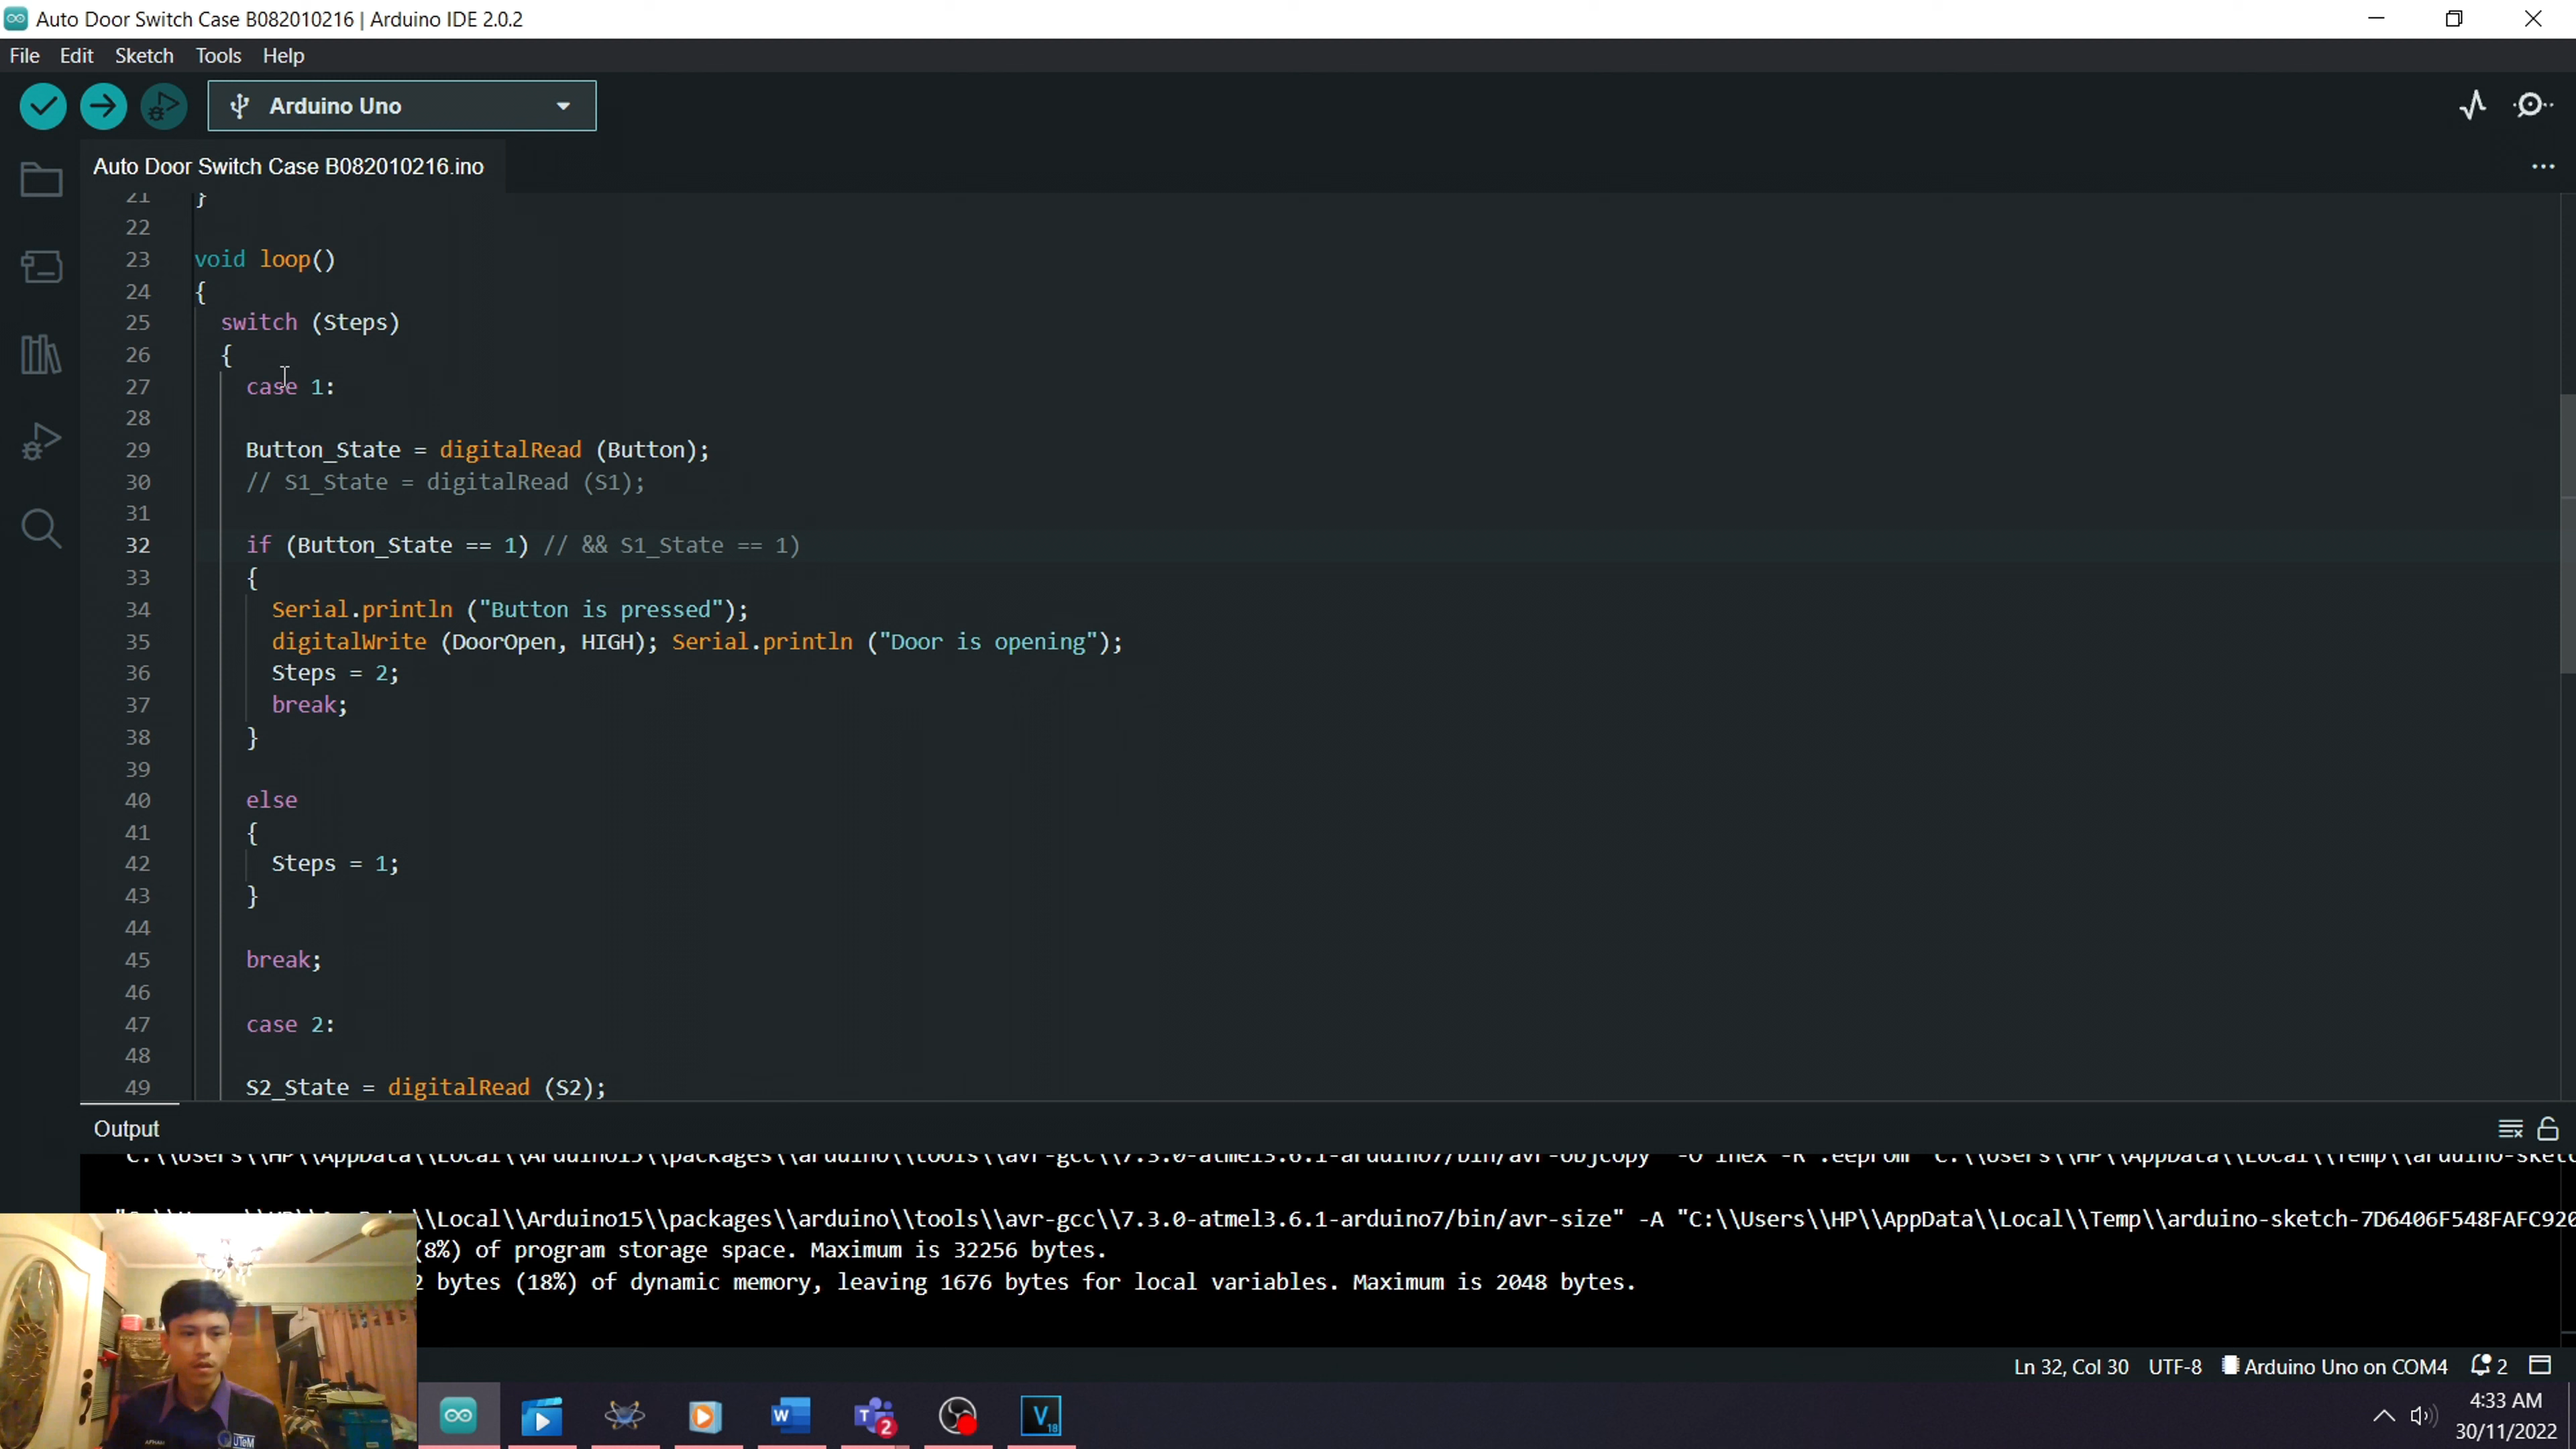 Auto Door Switch Case B082010216 | Arduino IDE 2.0.2
File Edit Sketch Tools Help
Arduino Uno
Auto Door Switch Case B082010216.ino
21 }
22
23 void loop()
24 {
25 switch (Steps)
26 {
27 case 1:
28
29 Button_State = digitalRead (Button);
30 // S1_State = digitalRead (S1);
31
32 if (Button_State == 1) // && S1_State == 1)
33 {
34 Serial.println ("Button is pressed");
35 digitalWrite (DoorOpen, HIGH); Serial.println ("Door is opening");
36 Steps = 2;
37 break;
38 }
39
40 else
41 {
42 Steps = 1;
43 }
44
45 break;
46
47 case 2:
48
49 S2_State = digitalRead (S2);
Output
C:\\Users\\HP\\AppData\\Local\\Arduino15\\packages\\arduino\\tools\\avr-gcc\\7.3.0-atmel3.6.1-arduino7/bin/avr-objcopy" -O ihex -R .eeprom "C:\\Users\\HP\\AppData\\Local\\Temp\\arduino-sketc
\\Local\\Arduino15\\packages\\arduino\\tools\\avr-gcc\\7.3.0-atmel3.6.1-arduino7/bin/avr-size" -A "C:\\Users\\HP\\AppData\\Local\\Temp\\arduino-sketch-7D6406F548FAFC920
(8%) of program storage space. Maximum is 32256 bytes.
2 bytes (18%) of dynamic memory, leaving 1676 bytes for local variables. Maximum is 2048 bytes.
UTeM
Ln 32, Col 30 UTF-8 Arduino Uno on COM4 2
W T 2 V 18
4:33 AM
30/11/2022